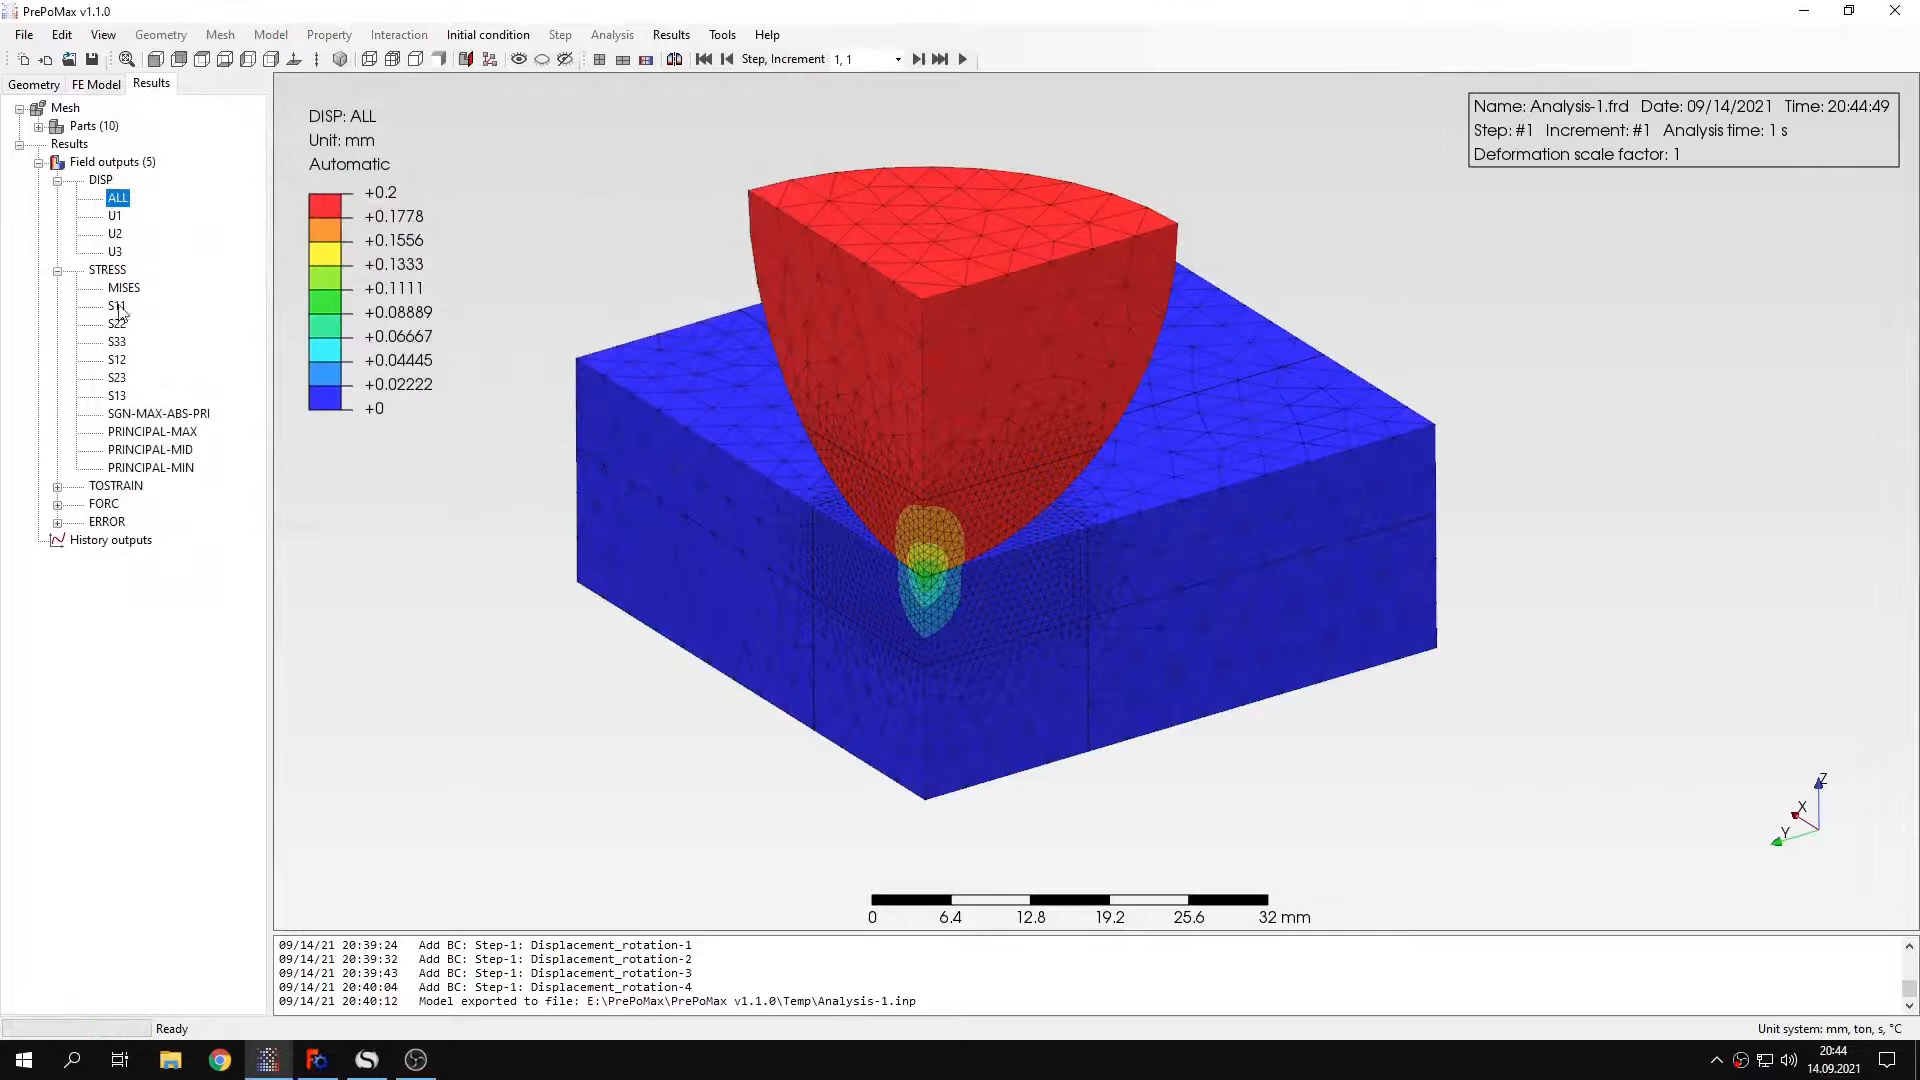 PrePoMax v1.1.0
File Edit View Geometry Mesh Model Property Interaction Initial condition Step Analysis Results Tools Help
Step, Increment 1, 1
Geometry FE Model Results
Mesh
Parts (10)
Results
Field outputs (5)
DISP
ALL
U1
U2
U3
STRESS
MISES
S11
S22
S33
S12
S23
S13
SGN-MAX-ABS-PRI
PRINCIPAL-MAX
PRINCIPAL-MID
PRINCIPAL-MIN
TOSTRAIN
FORC
ERROR
History outputs
DISP: ALL
Unit: mm
Automatic
+0.2
+0.1778
+0.1556
+0.1333
+0.1111
+0.08889
+0.06667
+0.04445
+0.02222
+0
Name: Analysis-1.frd Date: 09/14/2021 Time: 20:44:49
Step: #1 Increment: #1 Analysis time: 1 s
Deformation scale factor: 1
Z
X
Y
0 6.4 12.8 19.2 25.6 32 mm
09/14/21 20:39:24 Add BC: Step-1: Displacement_rotation-1
09/14/21 20:39:32 Add BC: Step-1: Displacement_rotation-2
09/14/21 20:39:43 Add BC: Step-1: Displacement_rotation-3
09/14/21 20:40:04 Add BC: Step-1: Displacement_rotation-4
09/14/21 20:40:12 Model exported to file: E:\PrePoMax\PrePoMax v1.1.0\Temp\Analysis-1.inp
Ready
Unit system: mm, ton, s, °C
20:44
14.09.2021